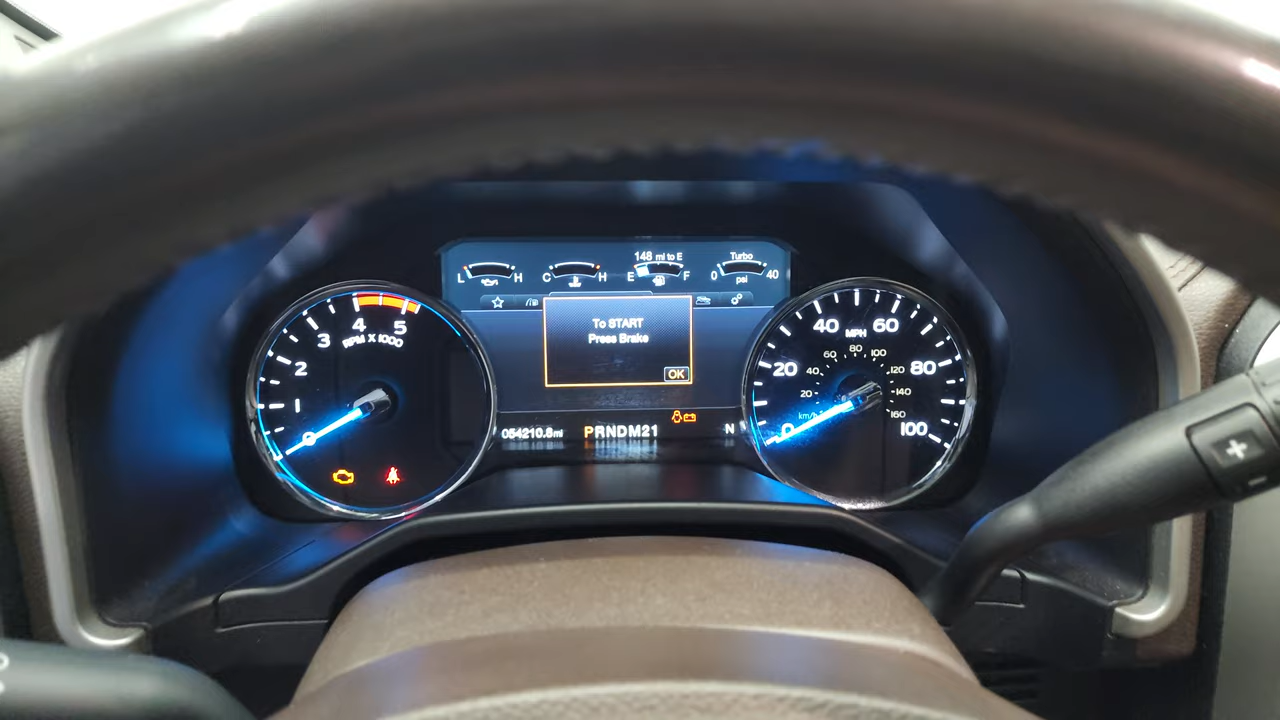 148 mi to E
Turbo
L H
C H
E F
0 40
psi
To START
Press Brake
OK
1 2 3 4 5
RPM X 1000
0
054210.8mi
PRNDM21
N
0 20 40 60 80 100
MPH
20 40 60 80 100 120 140 160
km/h
+
-